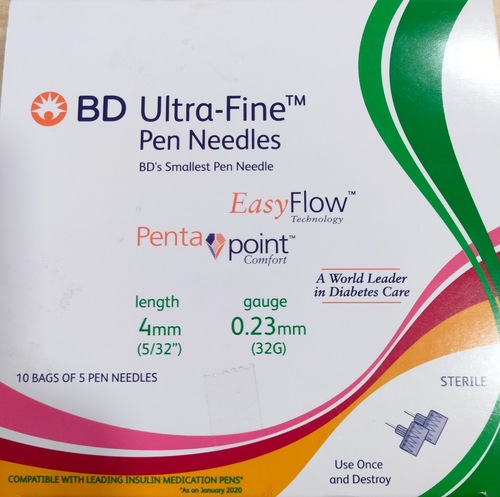 BD Ultra-Fine™
Pen Needles
BD's Smallest Pen Needle
EasyFlow™
Technology
Penta point™
Comfort
A World Leader
in Diabetes Care
length gauge
4mm 0.23mm
(5/32") (32G)
10 BAGS OF 5 PEN NEEDLES
STERILE
Use Once
and Destroy
COMPATIBLE WITH LEADING INSULIN MEDICATION PENS*
*As on January 2020